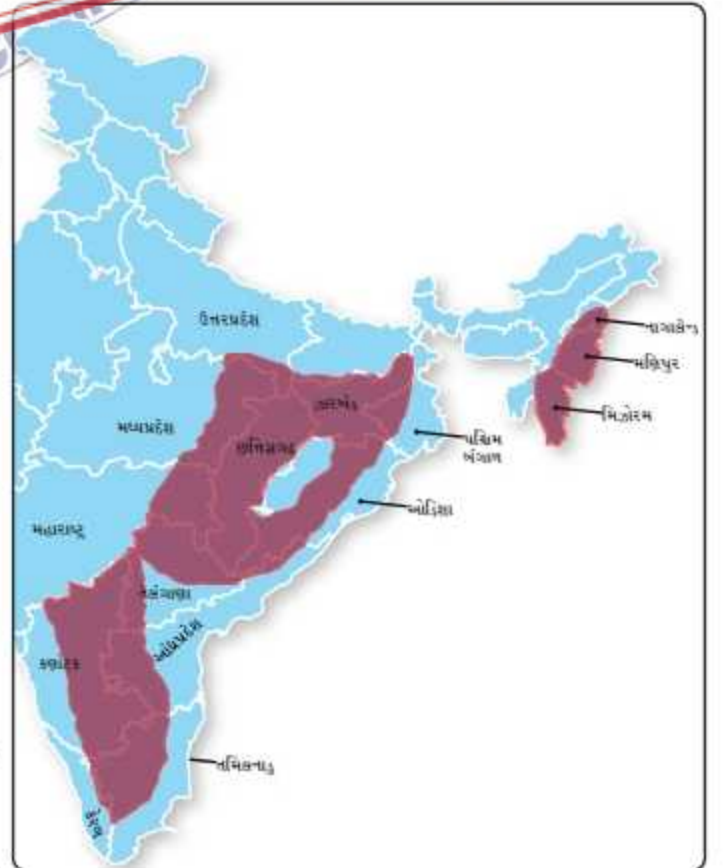 ઉત્તરપ્રદેશ
નાગાલેન્ડ
મણિપુર
મિઝોરમ
ઝારખંડ
મધ્યપ્રદેશ
છત્તિસગઢ
પશ્ચિમ
બંગાળ
ઓડિશા
મહારાષ્ટ્ર
તેલંગાણા
આંધ્રપ્રદેશ
કર્ણાટક
તમિલનાડુ
કેરલ